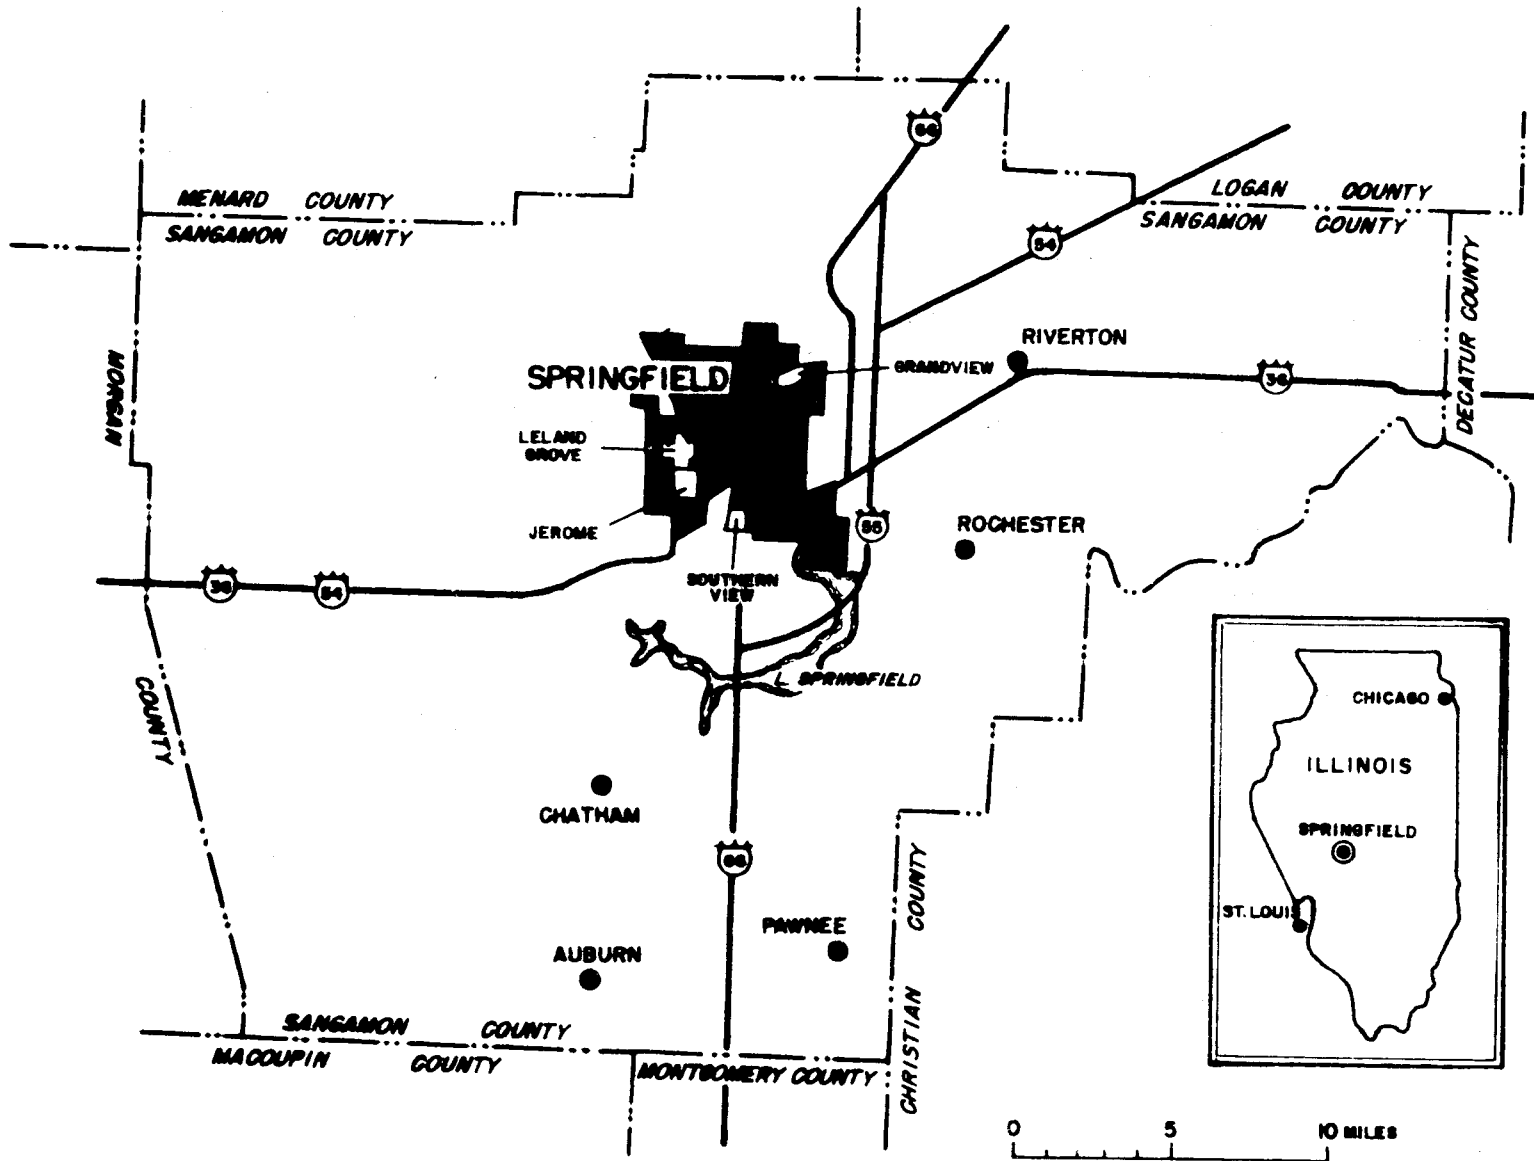 66
MENARD COUNTY
SANGAMON COUNTY
LOGAN COUNTY
SANGAMON COUNTY
54
DECATUR COUNTY
RIVERTON
GRANDVIEW
SPRINGFIELD
36
MORGAN
COUNTY
LELAND
GROVE
JEROME
55
ROCHESTER
SOUTHERN
VIEW
36
54
L. SPRINGFIELD
CHICAGO
ILLINOIS
SPRINGFIELD
ST. LOUIS
CHATHAM
66
CHRISTIAN COUNTY
PAWNEE
AUBURN
SANGAMON COUNTY
MACOUPIN COUNTY
MONTGOMERY COUNTY
0 5 10 MILES